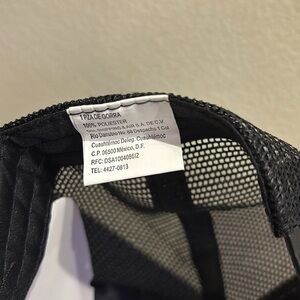 1 PZA DE GORRA
100% POLIESTER
S.A. DE C.V.
Rio Danubio No. 69 Despacho 1 Col
Cuauhtémoc Deleg. Cuauhtémoc
C.P. 06500 México, D.F.
RFC:
TEL: 4427-0813